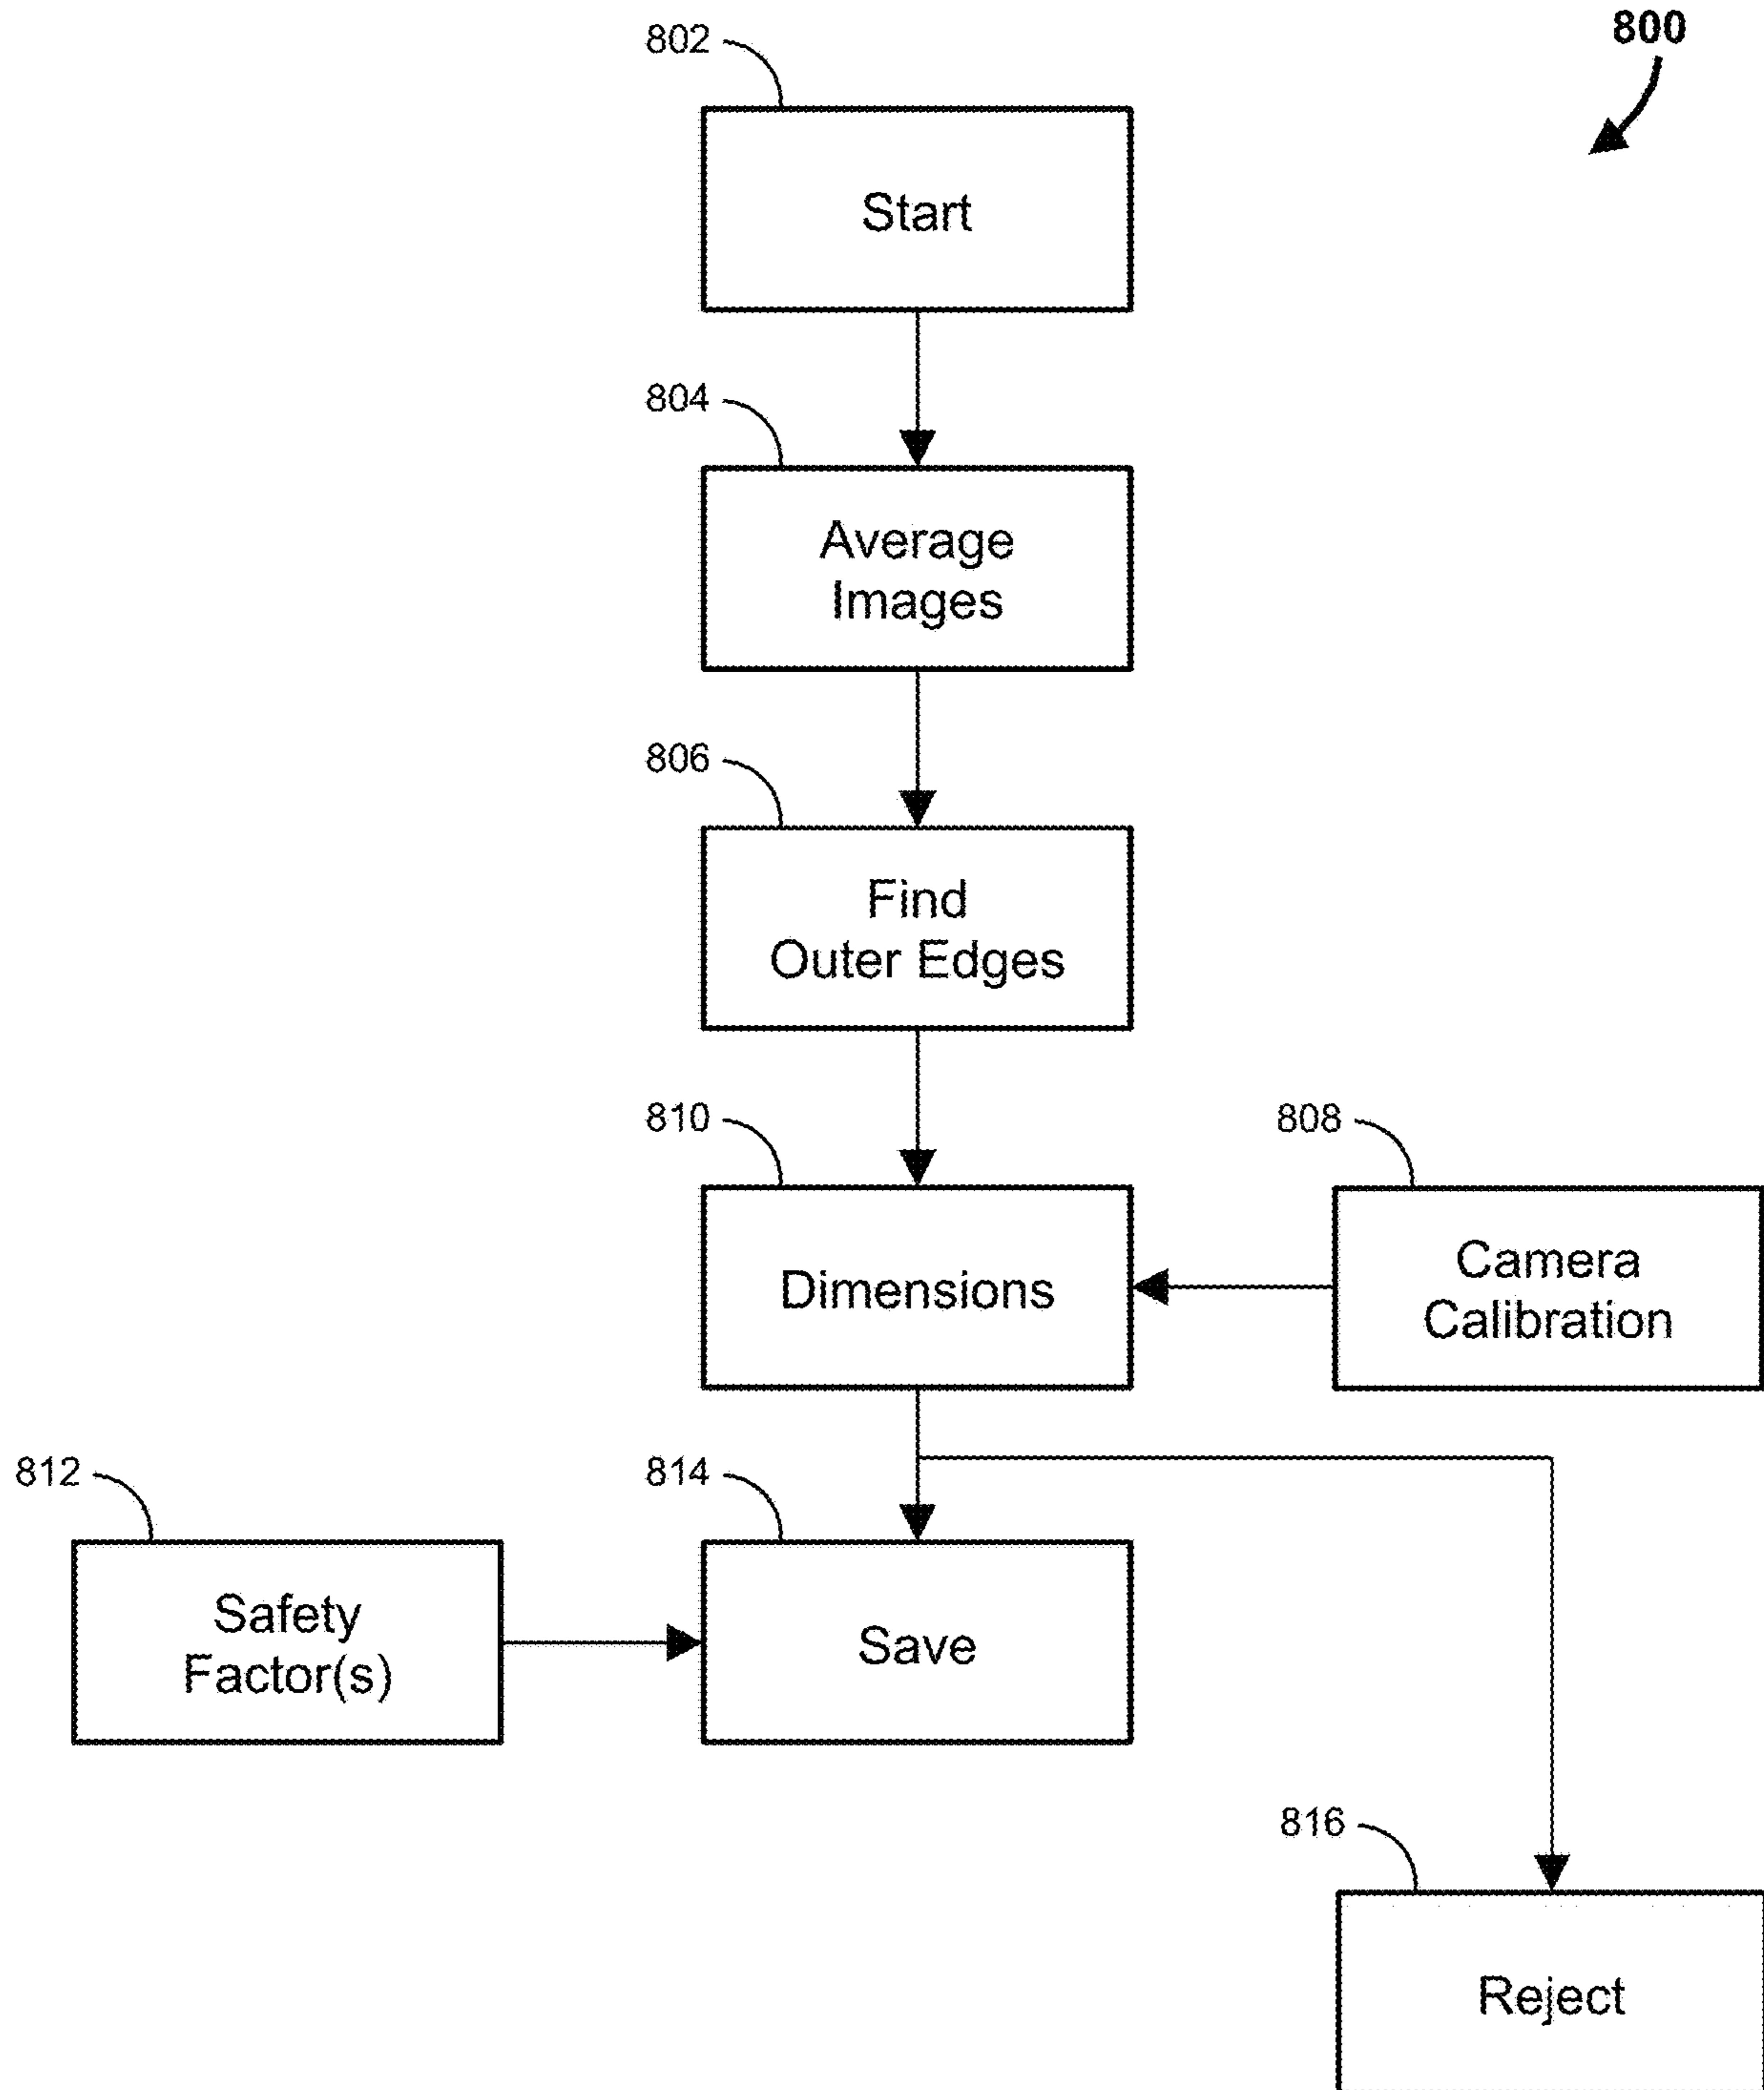 800
802
Start
804
Average
Images
806
Find
Outer Edges
810
Dimensions
808
Camera
Calibration
812
Safety
Factor(s)
814
Save
816
Reject